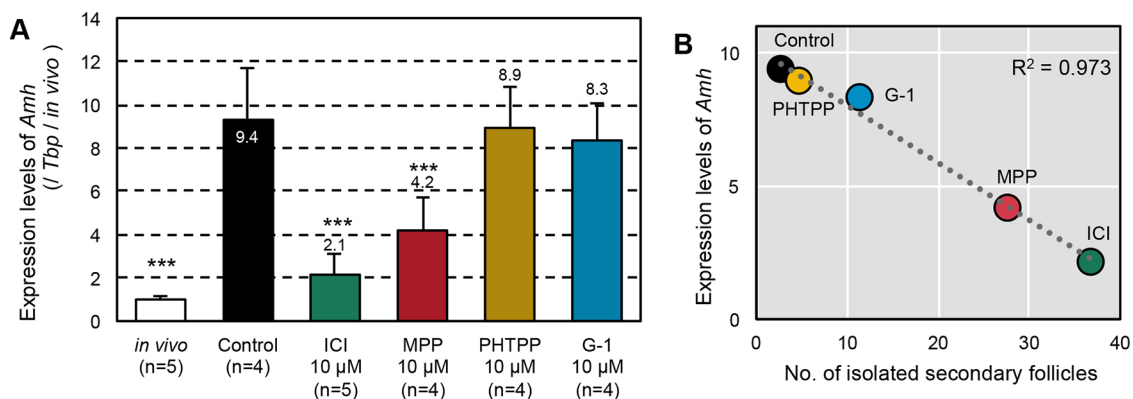 A
Expression levels of Amh
(/ Tbp / in vivo )
14
12
10
8
6
4
2
0
***
9.4
***
2.1
***
4.2
8.9
8.3
in vivo
(n=5)
Control
(n=4)
ICI
10 µM
(n=5)
MPP
10 µM
(n=4)
PHTPP
10 µM
(n=4)
G-1
10 µM
(n=4)
B
Expression levels of Amh
10
5
0
Control
R² = 0.973
PHTPP
G-1
MPP
ICI
0 10 20 30 40
No. of isolated secondary follicles